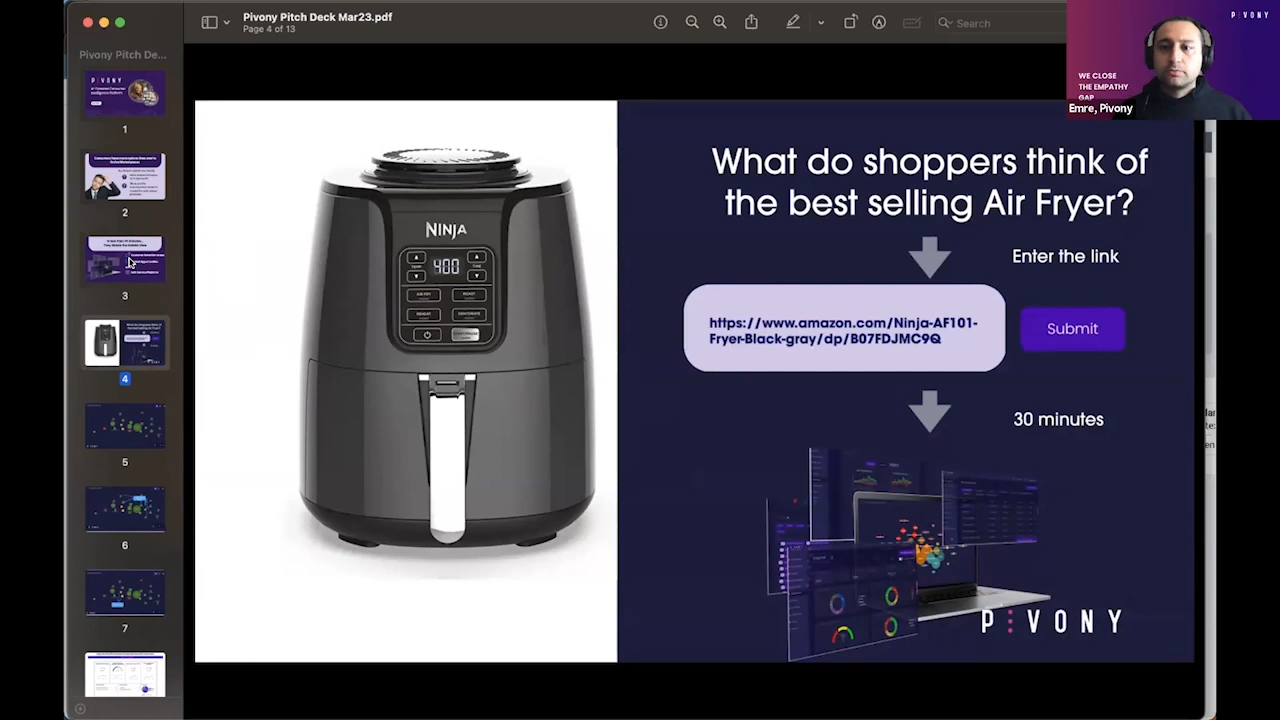 Pivony Pitch Deck Mar23.pdf
Page 4 of 13
Search
PIVONY
WE CLOSE
THE EMPATHY
GAP
Emre, Pivony
Pivony Pitch De...
1
2
3
4
5
6
7
NINJA
400
What do shoppers think of
the best selling Air Fryer?
Enter the link
https://www.amazon.com/Ninja-AF101-
Fryer-Black-gray/dp/B07FDJMC9Q
Submit
30 minutes
PIVONY